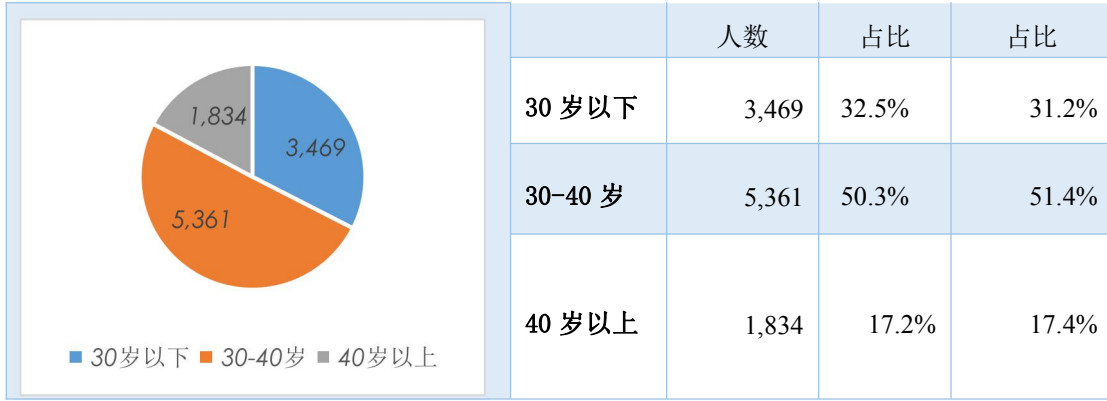 1,834
3,469
5,361
30岁以下 30-40岁 40岁以上
人数 占比 占比
30 岁以下 3,469 32.5% 31.2%
30-40 岁 5,361 50.3% 51.4%
40 岁以上 1,834 17.2% 17.4%